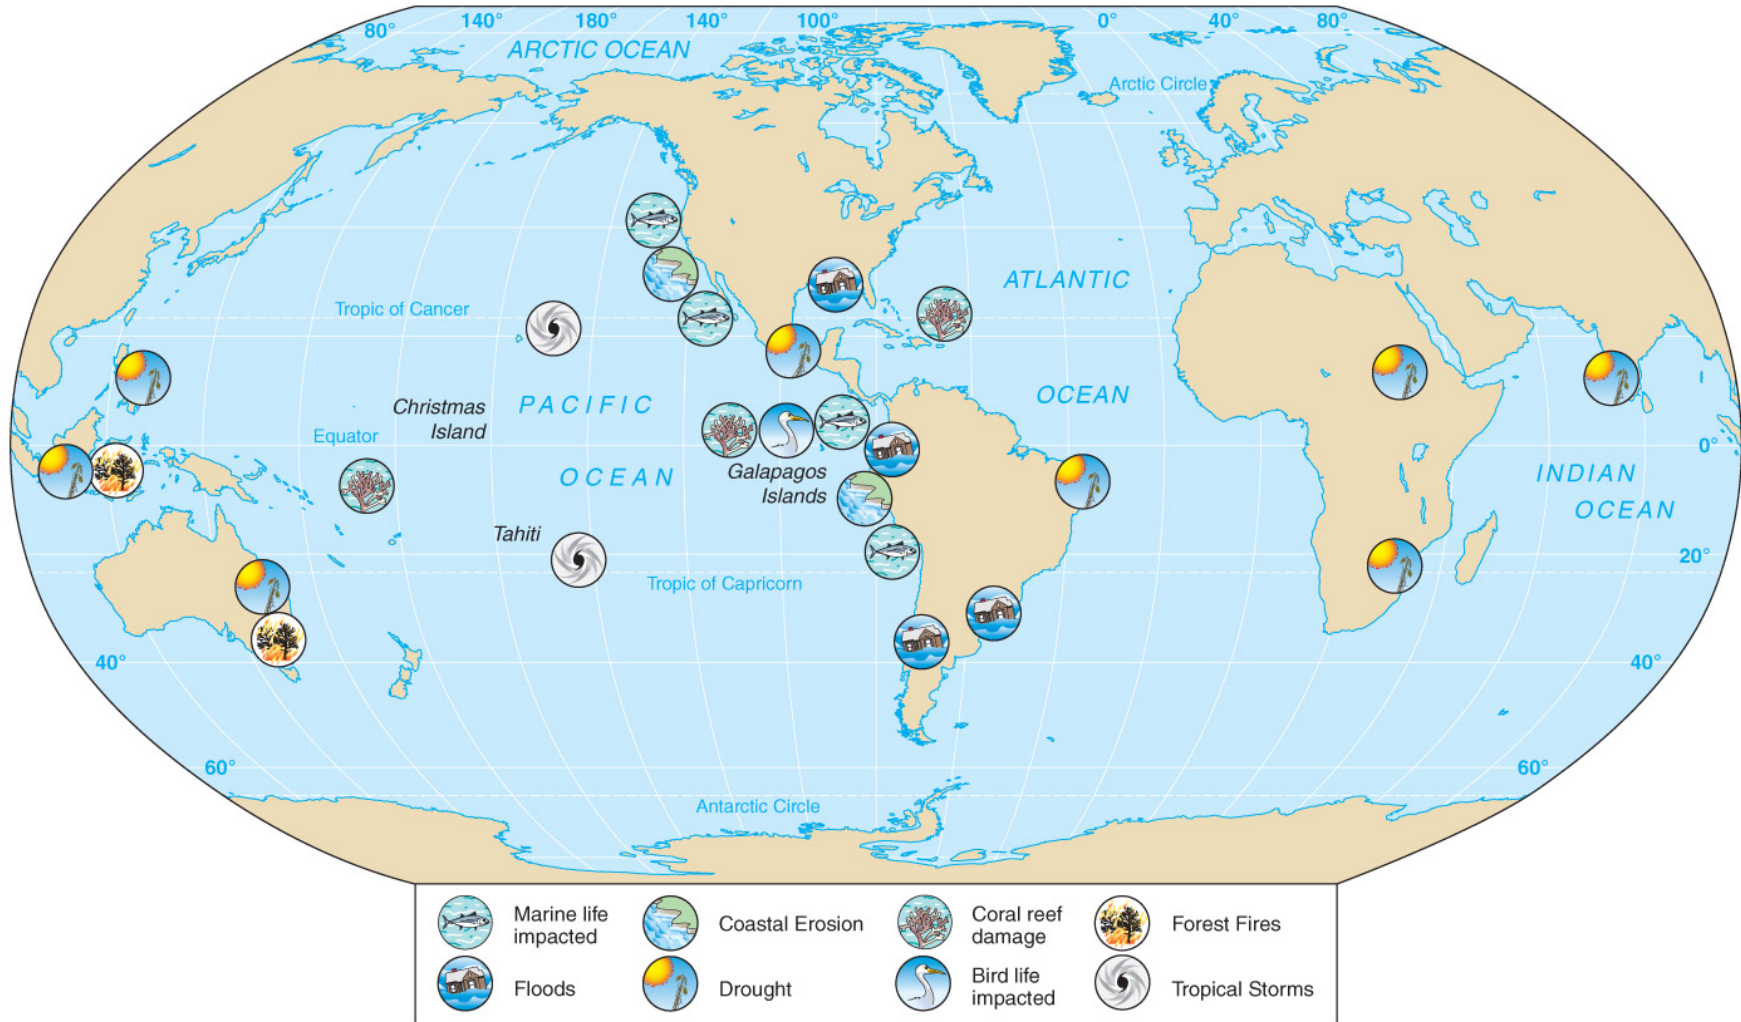 140° 180° 140° 100° 0° 40° 80°
80°
ARCTIC OCEAN
Arctic Circle
ATLANTIC
Tropic of Cancer
Christmas
Island
PACIFIC
OCEAN
Equator
0°
Galapagos
Islands
OCEAN
INDIAN
OCEAN
Tahiti
20°
Tropic of Capricorn
40°
40°
60°
60°
Antarctic Circle
Marine life
impacted
Coastal Erosion
Coral reef
damage
Forest Fires
Floods
Drought
Bird life
impacted
Tropical Storms